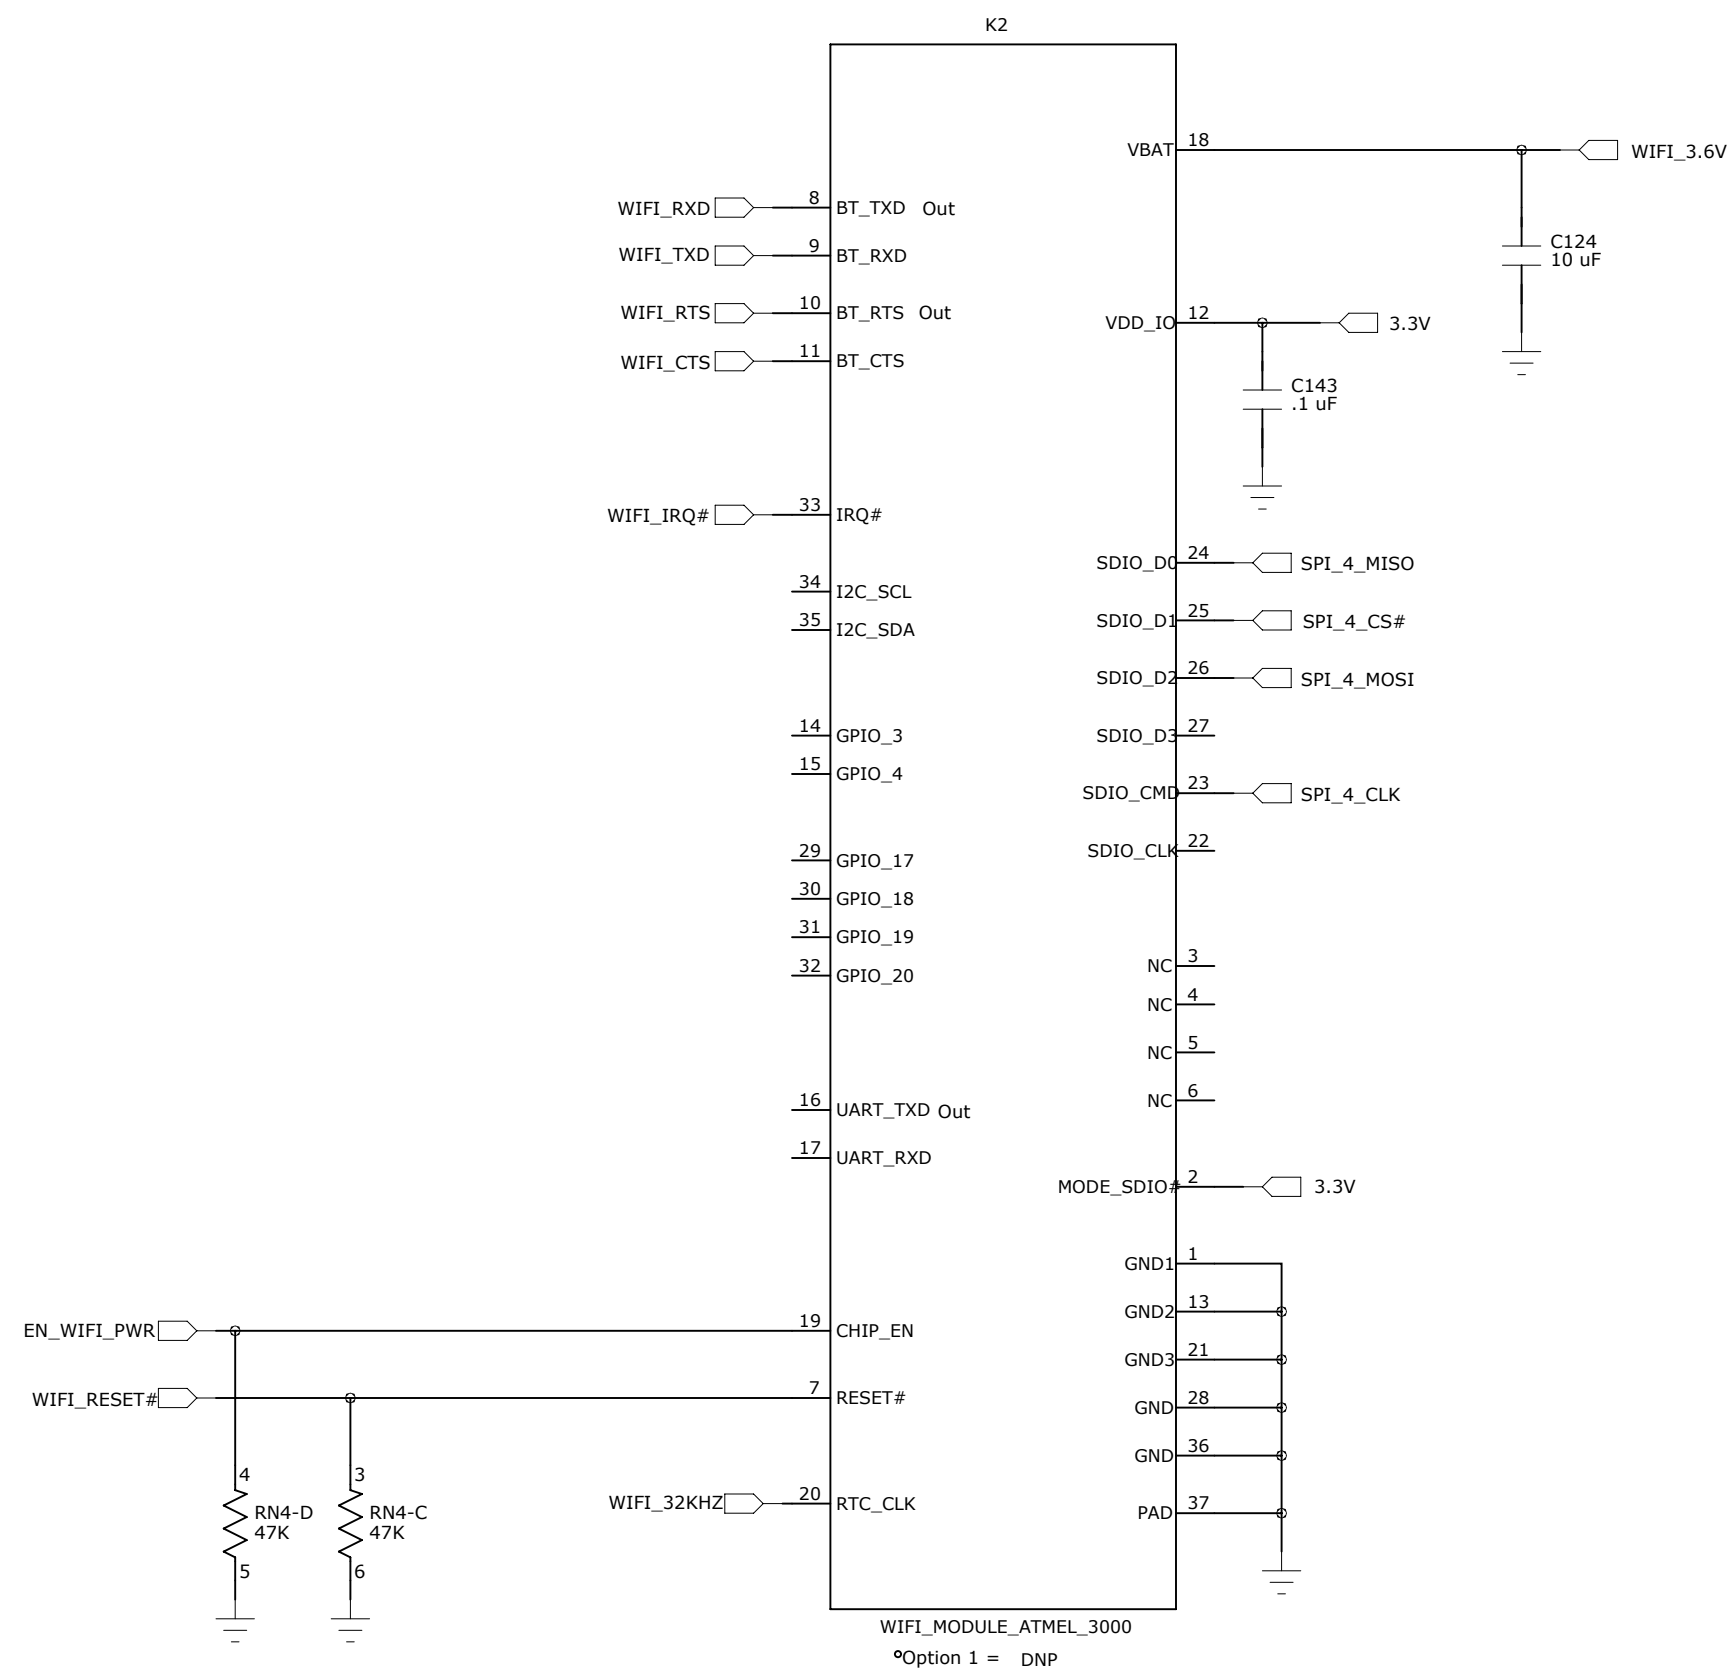 K2
VBAT 18 WIFI_3.6V
WIFI_RXD 8 BT_TXD Out
WIFI_TXD 9 BT_RXD
C124
10 uF
WIFI_RTS 10 BT_RTS Out
VDD_IO 12 3.3V
WIFI_CTS 11 BT_CTS
C143
.1 uF
WIFI_IRQ# 33 IRQ#
SDIO_D0 24 SPI_4_MISO
34 I2C_SCL
SDIO_D1 25 SPI_4_CS#
35 I2C_SDA
SDIO_D2 26 SPI_4_MOSI
14 GPIO_3
SDIO_D3 27
15 GPIO_4
SDIO_CMD 23 SPI_4_CLK
SDIO_CLK 22
29 GPIO_17
30 GPIO_18
31 GPIO_19
NC 3
32 GPIO_20
NC 4
NC 5
NC 6
16 UART_TXD Out
17 UART_RXD
MODE_SDIO# 2 3.3V
GND1 1
GND2 13
EN_WIFI_PWR 19 CHIP_EN
GND3 21
WIFI_RESET# 7 RESET#
GND 28
GND 36
4 3
WIFI_32KHZ 20 RTC_CLK
PAD 37
RN4-D RN4-C
47K 47K
5 6
WIFI_MODULE_ATMEL_3000
°Option 1 = DNP